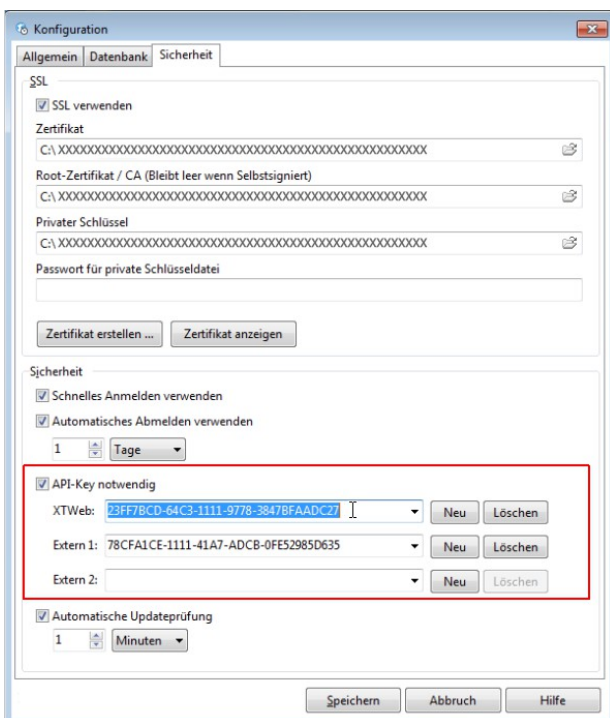 Konfiguration
Allgemein Datenbank Sicherheit
SSL
SSL verwenden
Zertifikat
C:\ XXXXXXXXXXXXXXXXXXXXXXXXXXXXXXXXXXXXXXXXXXXXXXXXXXXXX
Root-Zertifikat / CA (Bleibt leer wenn Selbstsigniert)
C:\ XXXXXXXXXXXXXXXXXXXXXXXXXXXXXXXXXXXXXXXXXXXXXXXXXXXXX
Privater Schlüssel
C:\ XXXXXXXXXXXXXXXXXXXXXXXXXXXXXXXXXXXXXXXXXXXXXXXXXXXXX
Passwort für private Schlüsseldatei
Zertifikat erstellen ... Zertifikat anzeigen
Sicherheit
Schnelles Anmelden verwenden
Automatisches Abmelden verwenden
1 Tage
API-Key notwendig
XTWeb: 23FF7BCD-64C3-1111-9778-3847BFAADC27 Neu Löschen
Extern 1: 78CFA1CE-1111-41A7-ADCB-0FE52985D635 Neu Löschen
Extern 2: Neu Löschen
Automatische Updateprüfung
1 Minuten
Speichern Abbruch Hilfe